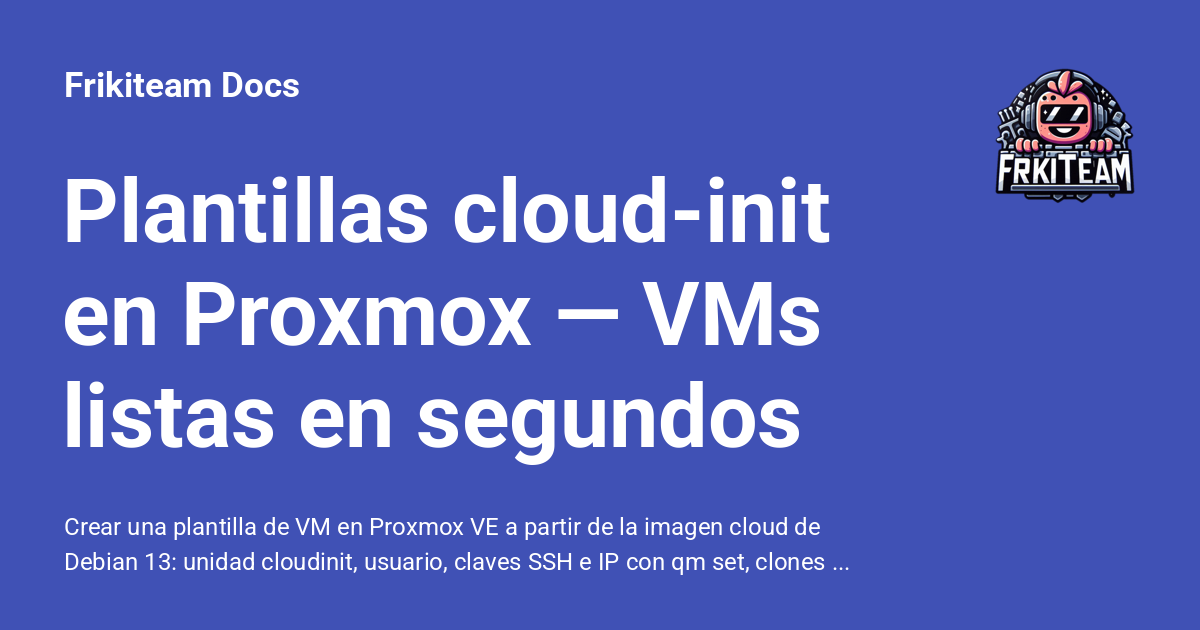 Frikiteam Docs
FRKITEAM
Plantillas cloud-init
en Proxmox — VMs
listas en segundos
Crear una plantilla de VM en Proxmox VE a partir de la imagen cloud de
Debian 13: unidad cloudinit, usuario, claves SSH e IP con qm set, clones ...